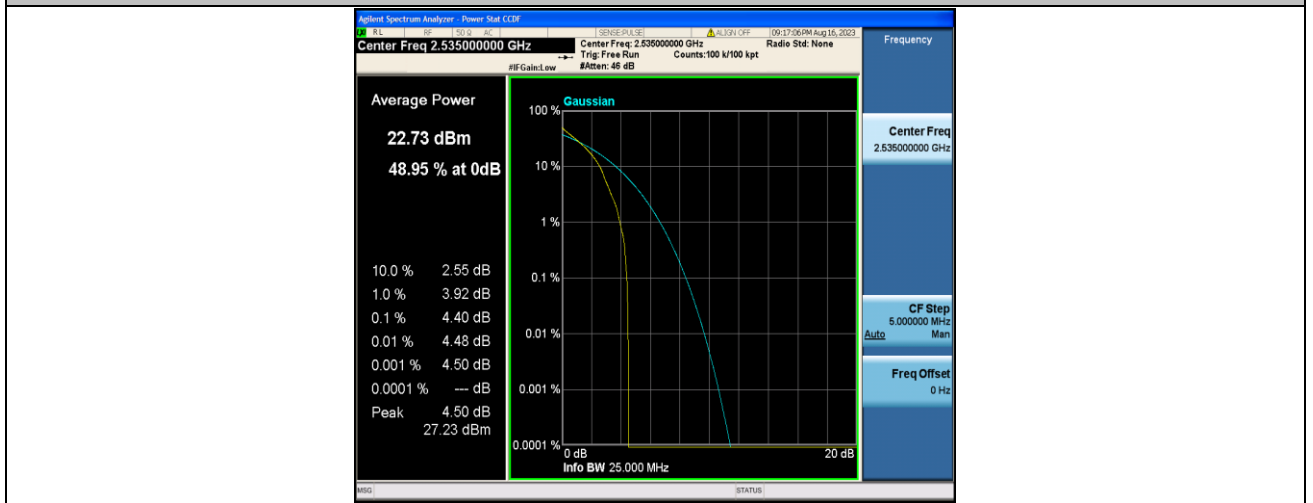 Agilent Spectrum Analyzer - Power Stat CCDF
RL RF 50 Ω AC SENSE:PULSE ALIGN OFF 09:17:06 PM Aug 16, 2023
Center Freq 2.535000000 GHz
Center Freq: 2.535000000 GHz Radio Std: None
Trig: Free Run Counts:100 k/100 kpt
#IFGain:Low #Atten: 46 dB
Frequency
Average Power
22.73 dBm
48.95 % at 0dB
10.0 % 2.55 dB
1.0 % 3.92 dB
0.1 % 4.40 dB
0.01 % 4.48 dB
0.001 % 4.50 dB
0.0001 % --- dB
Peak 4.50 dB
27.23 dBm
Gaussian
100 %
10 %
1 %
0.1 %
0.01 %
0.001 %
0.0001 %
0 dB 20 dB
Info BW 25.000 MHz
Center Freq
2.535000000 GHz
CF Step
5.000000 MHz
Auto Man
Freq Offset
0 Hz
MSG STATUS